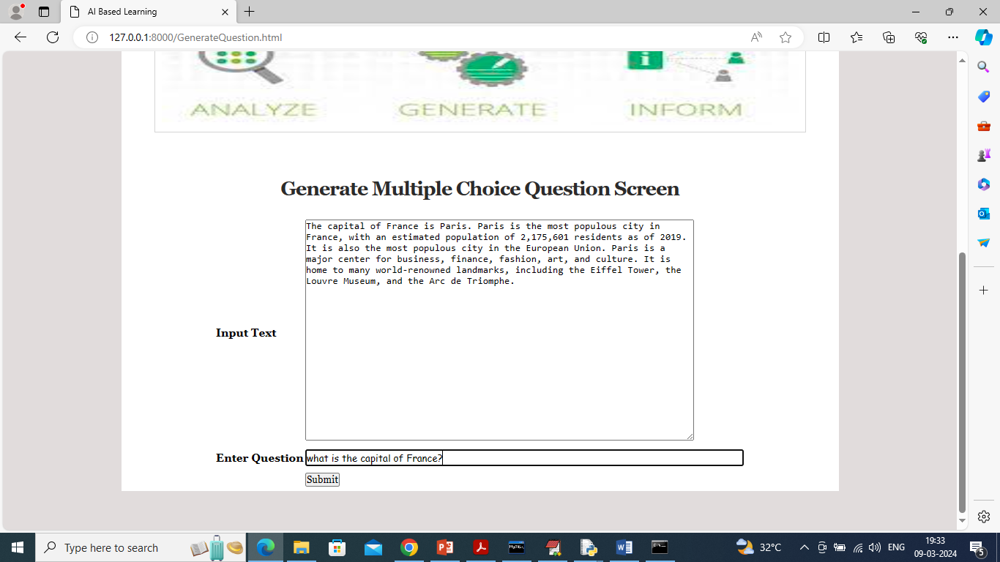 AI Based Learning
127.0.0.1:8000/GenerateQuestion.html
ANALYZE GENERATE INFORM
Generate Multiple Choice Question Screen
The capital of France is Paris. Paris is the most populous city in
France, with an estimated population of 2,175,601 residents as of 2019.
It is also the most populous city in the European Union. Paris is a
major center for business, finance, fashion, art, and culture. It is
home to many world-renowned landmarks, including the Eiffel Tower, the
Louvre Museum, and the Arc de Triomphe.
Input Text
Enter Question what is the capital of France?
Submit
Type here to search
32°C
ENG
19:33
09-03-2024
5